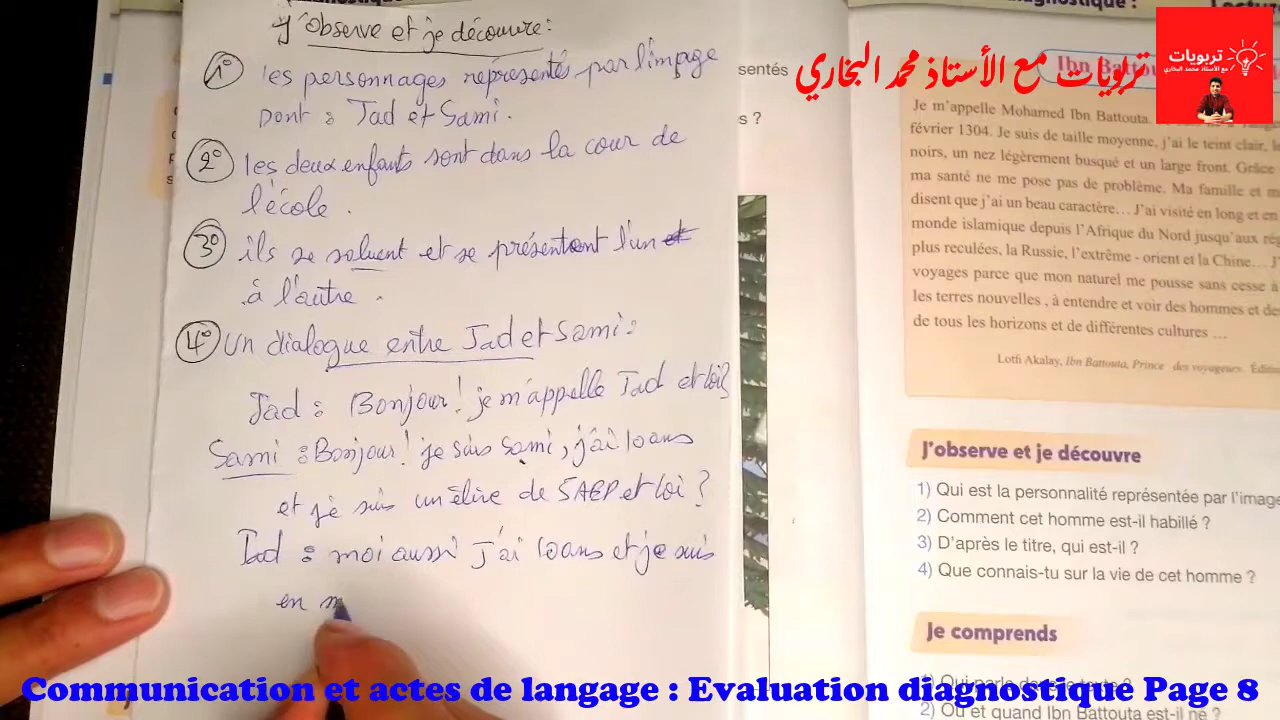 J'observe et je découvre:
1° les personnages représentés par l'image
Dont : Jad et Sami.
2° les deux enfants sont dans la cour de
l'école.
3° ils se saluent et se présentent l'un
à l'autre.
4° Un dialogue entre Jad et Sami:
Jad : Bonjour! je m'appelle Jad et toi?
Sami : Bonjour! je suis Sami, j'ai 10 ans
et je suis un élève de 5AEP et toi ?
Jad : moi aussi j'ai 10 ans et je suis
en m
sentés
s ?
تربويات مع الأستاذ محمد البخاري
تربويات
مع الأستاذ محمد البخاري
Ibn
Je m'appelle Mohamed Ibn Battouta.
février 1304. Je suis de taille moyenne, j'ai le teint clair,
noirs, un nez légèrement busqué et un large front. Grâce
ma santé ne me pose pas de problème. Ma famille et
disent que j'ai un beau caractère… J'ai visité en long et en
monde islamique depuis l'Afrique du Nord jusqu'aux
plus reculées, la Russie, l'extrême - orient et la Chine…
voyages parce que mon naturel me pousse sans cesse à
les terres nouvelles , à entendre et voir des hommes et
de tous les horizons et de différentes cultures …
Lotfi Akalay, Ibn Battouta, Prince des voyageurs.
J'observe et je découvre
1) Qui est la personnalité représentée par l'image
2) Comment cet homme est-il habillé ?
3) D'après le titre, qui est-il ?
4) Que connais-tu sur la vie de cet homme ?
Je comprends
2) Où et quand Ibn Battouta est-il né ?
Communication et actes de langage : Evaluation diagnostique Page 8